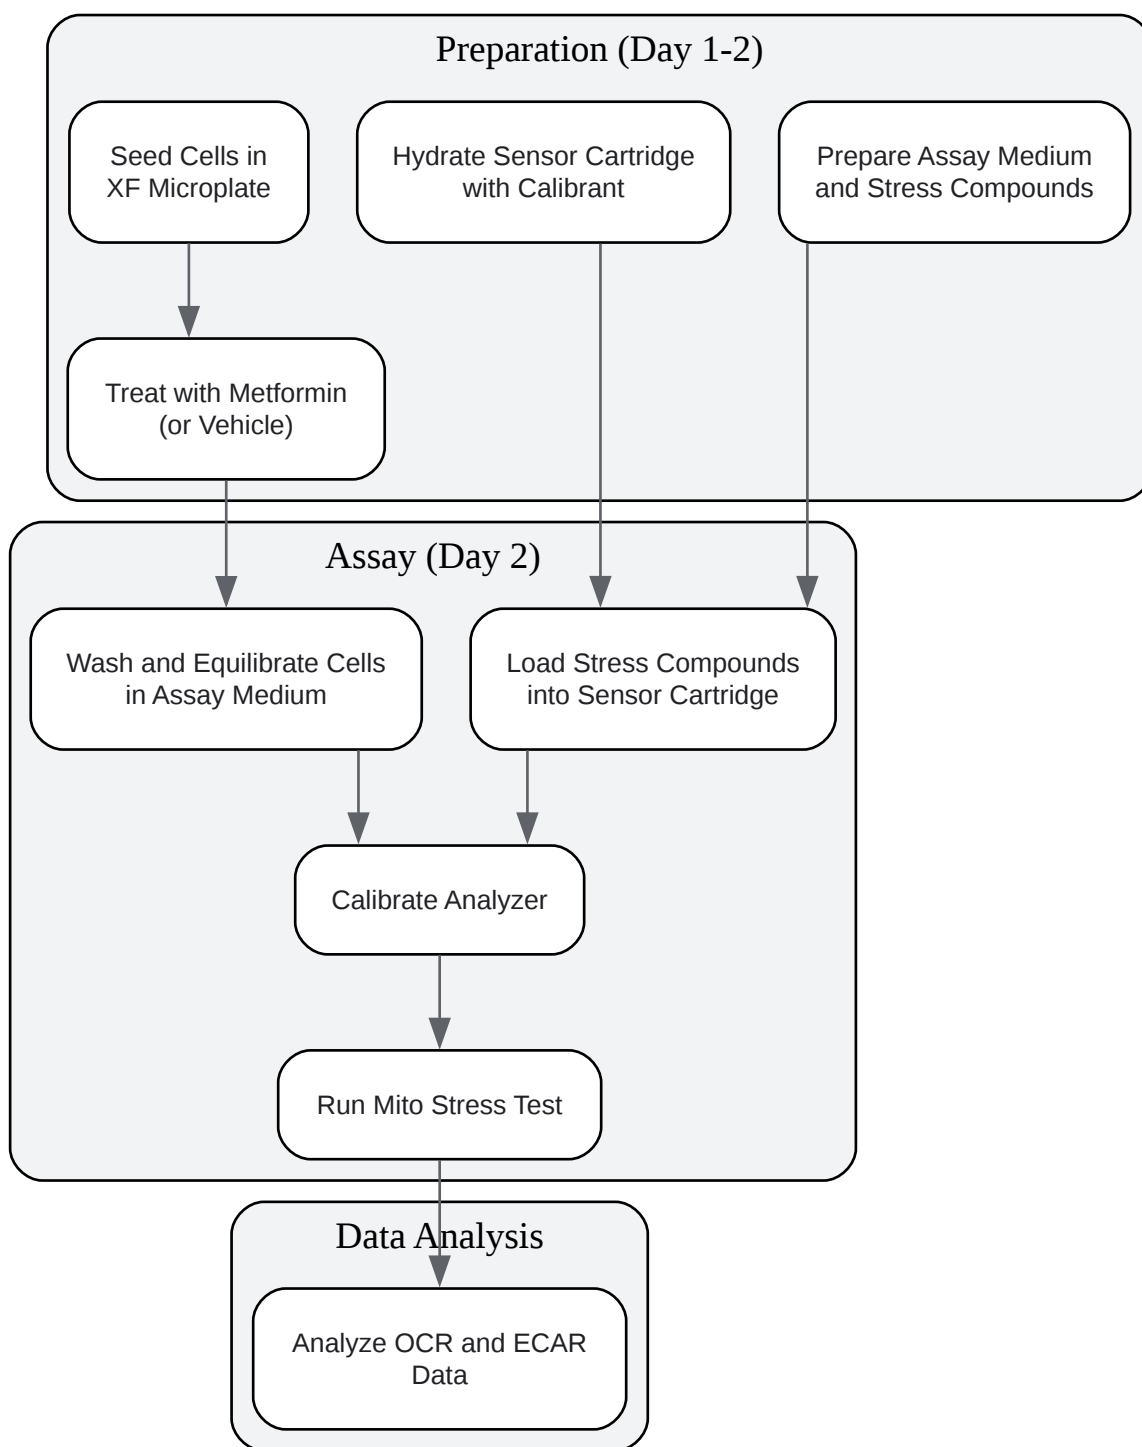 Preparation (Day 1-2)
Seed Cells in
XF Microplate
Hydrate Sensor Cartridge
with Calibrant
Prepare Assay Medium
and Stress Compounds
Treat with Metformin
(or Vehicle)
Assay (Day 2)
Wash and Equilibrate Cells
in Assay Medium
Load Stress Compounds
into Sensor Cartridge
Calibrate Analyzer
Run Mito Stress Test
Data Analysis
Analyze OCR and ECAR
Data